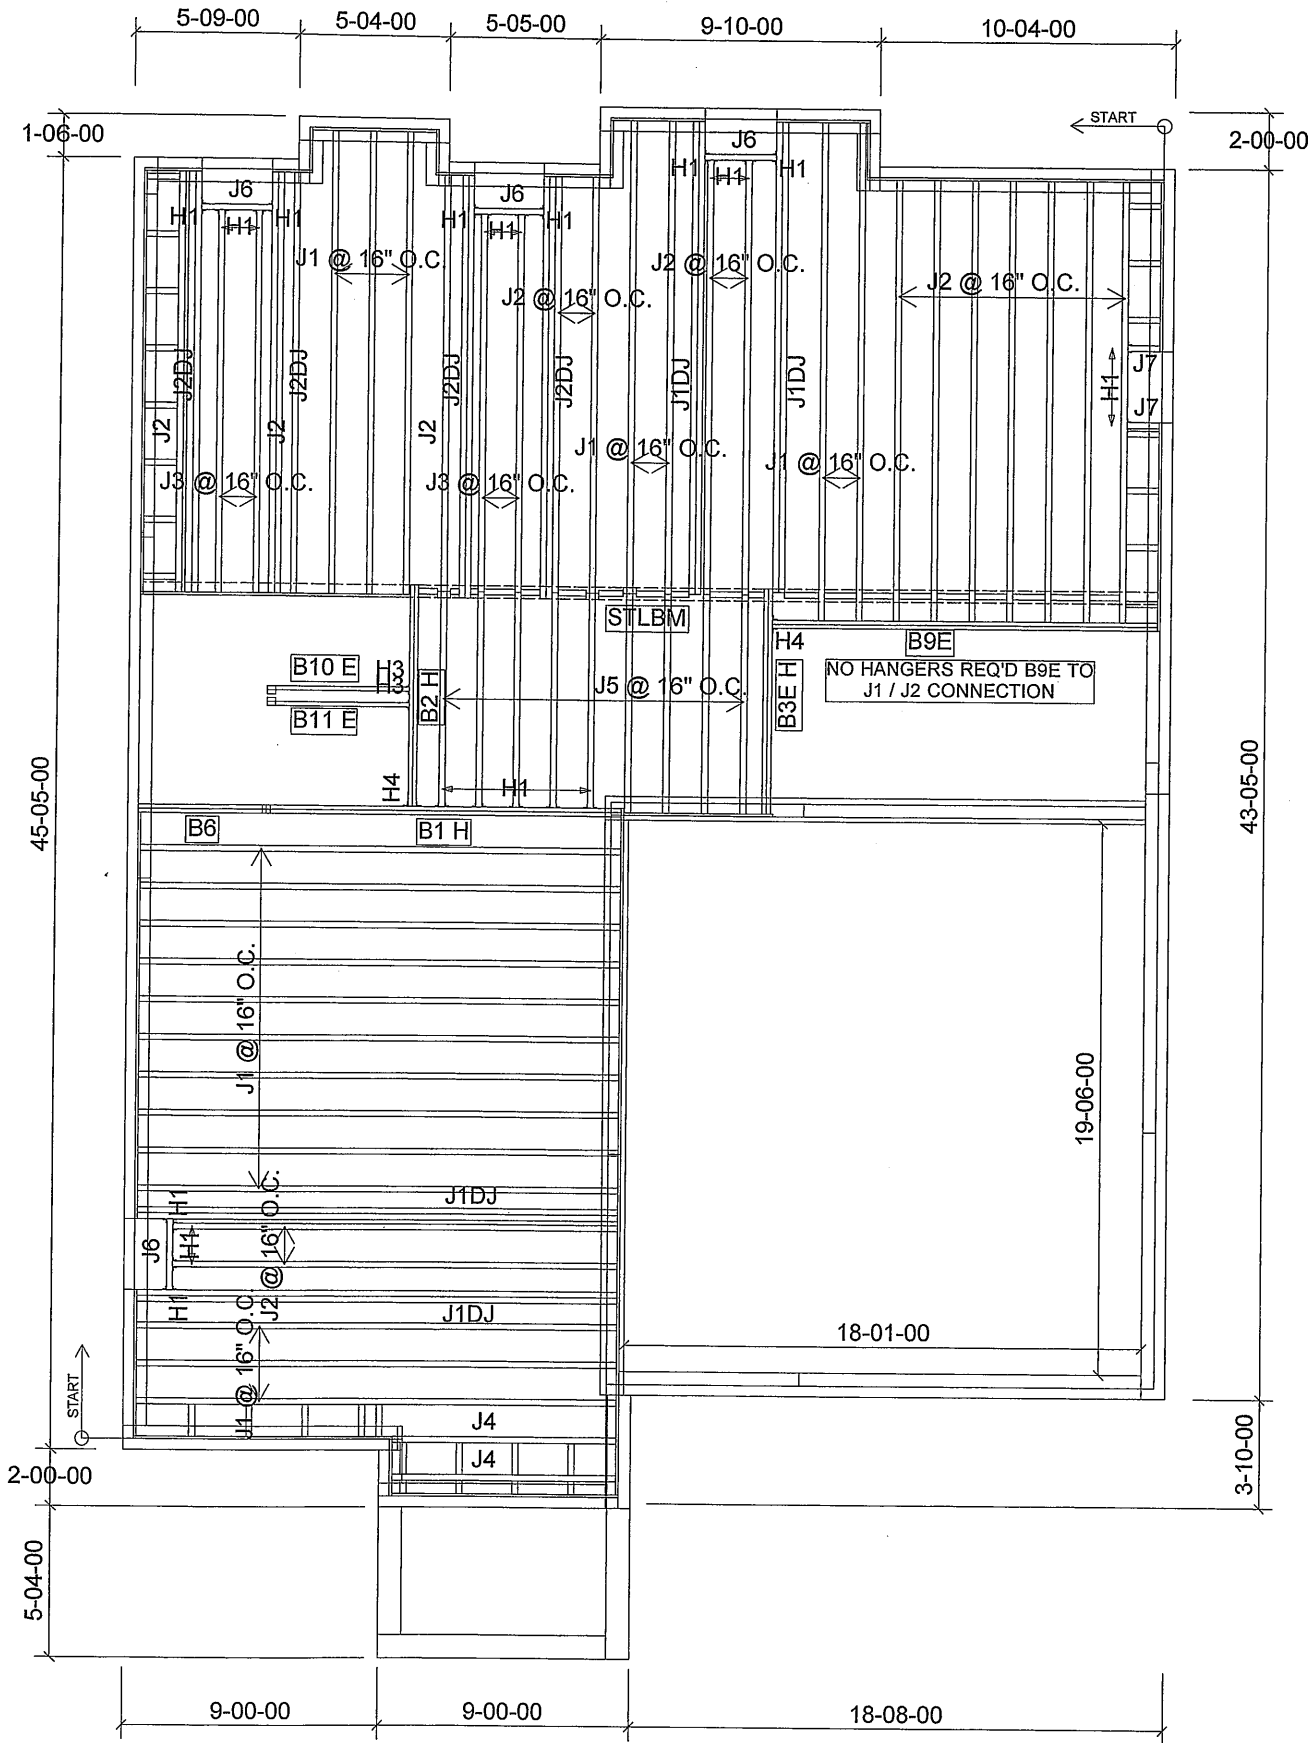 5-09-00
5-04-00
5-05-00
9-10-00
10-04-00
1-06-00
START
2-00-00
J6
J6
J6
H1
H1
H1
H1
H1
H1
H1
H1
H1
J1 @ 16" O.C.
J2 @ 16" O.C.
J2 @ 16" O.C.
J2 @ 16" O.C.
J2DJ
J2DJ
J2DJ
J2DJ
J1DJ
J1DJ
H1
J7
J7
J2
J2
J2
J3 @ 16" O.C.
J3 @ 16" O.C.
J1 @ 16" O.C.
J1 @ 16" O.C.
STLBM
B10 E
H3
H3
B11 E
B2 H
J5 @ 16" O.C.
H4
B3E H
B9E
NO HANGERS REQ'D B9E TO
J1 / J2 CONNECTION
H4
H1
45-05-00
43-05-00
B6
B1 H
J1 @ 16" O.C.
19-06-00
J1DJ
H1
J6
H1
J2 @ 16" O.C.
H1
J1DJ
J1 @ 16" O.C.
18-01-00
START
J4
J4
2-00-00
3-10-00
5-04-00
9-00-00
9-00-00
18-08-00